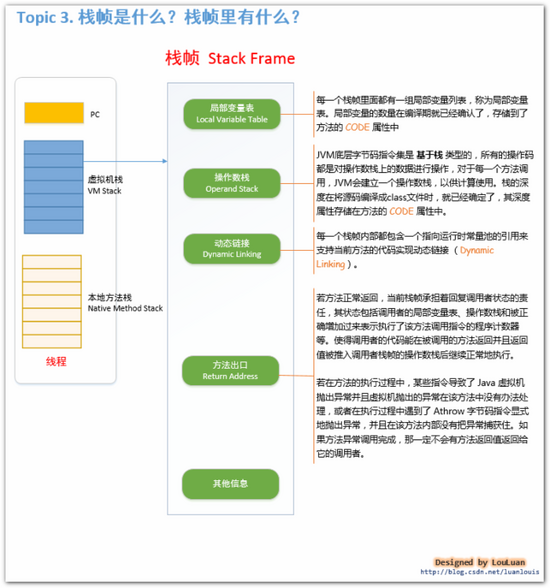 Topic 3. 栈帧是什么？栈帧里有什么？
栈帧 Stack Frame
PC
虚拟机栈
VM Stack
本地方法栈
Native Method Stack
线程
局部变量表
Local Variable Table
每一个栈帧里面都有一组局部变量列表，称为局部变量
表。局部变量的数量在编译期就已经确认了，存储到了
方法的 CODE 属性中
操作数栈
Operand Stack
JVM底层字节码指令集是 基于栈 类型的，所有的操作码
都是对操作数栈上的数据进行操作，对于每一个方法调
用，JVM会建立一个操作数栈，以供计算使用。栈的深
度在将源码编译成class文件时，就已经确定了，其深度
属性存储在方法的 CODE 属性中。
动态链接
Dynamic Linking
每一个栈帧内部都包含一个指向运行时常量池的引用来
支持当前方法的代码实现动态链接 （Dynamic
Linking）。
方法出口
Return Address
若方法正常返回，当前栈帧承担着回复调用者状态的责
任，其状态包括调用者的局部变量表、操作数栈和被正
确增加过来表示执行了该方法调用指令的程序计数器
等。使得调用者的代码能在被调用的方法返回并且返回
值被推入调用者栈帧的操作数栈后继续正常地执行。
若在方法的执行过程中，某些指令导致了 Java 虚拟机
抛出异常并且虚拟机抛出的异常在该方法中没有办法处
理，或者在执行过程中遇到了 Athrow 字节码指令显式
地抛出异常，并且在该方法内部没有把异常捕获住。如
果方法异常调用完成，那一定不会有方法返回值返回给
它的调用者。
其他信息
Designed by LouLuan
http://blog.csdn.net/luanlouis